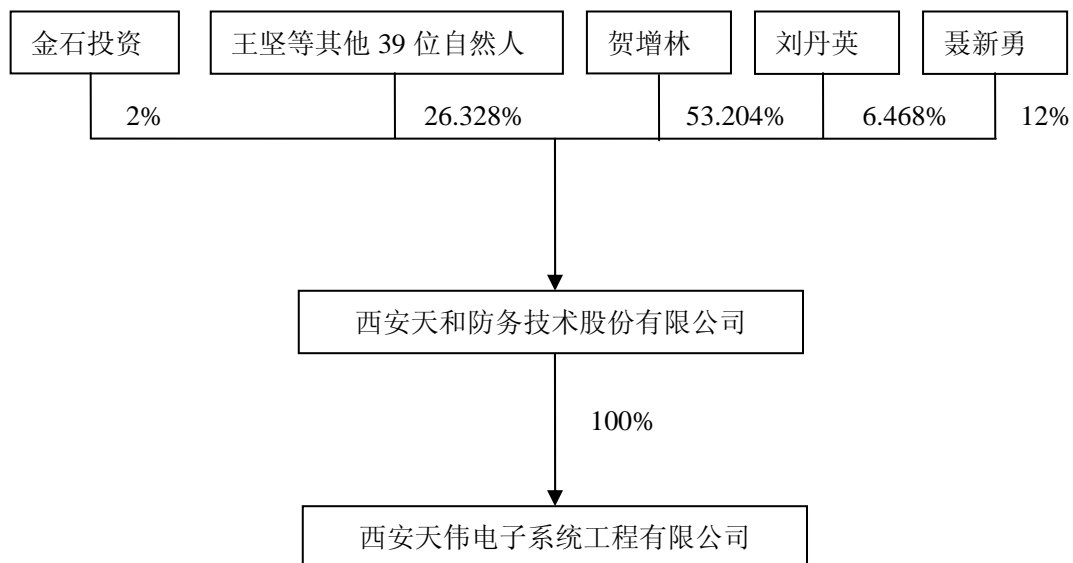 金石投资
王坚等其他 39 位自然人
贺增林
刘丹英
聂新勇
2%
26.328%
53.204%
6.468%
12%
西安天和防务技术股份有限公司
100%
西安天伟电子系统工程有限公司